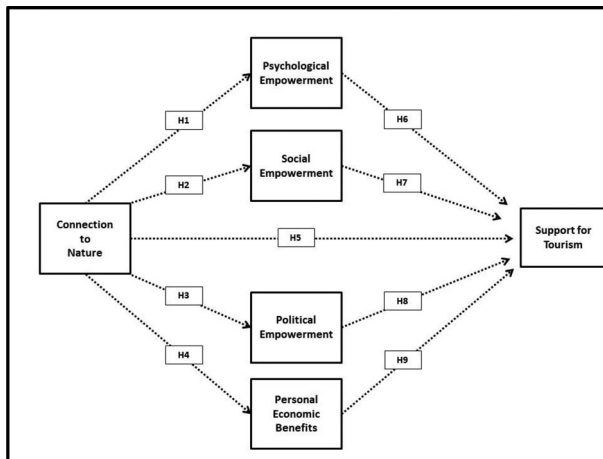 Psychological
Empowerment
H1
H6
Social
Empowerment
H2
H7
Connection
to
Nature
H5
Support for
Tourism
H3
Political
Empowerment
H8
H4
H9
Personal
Economic
Benefits